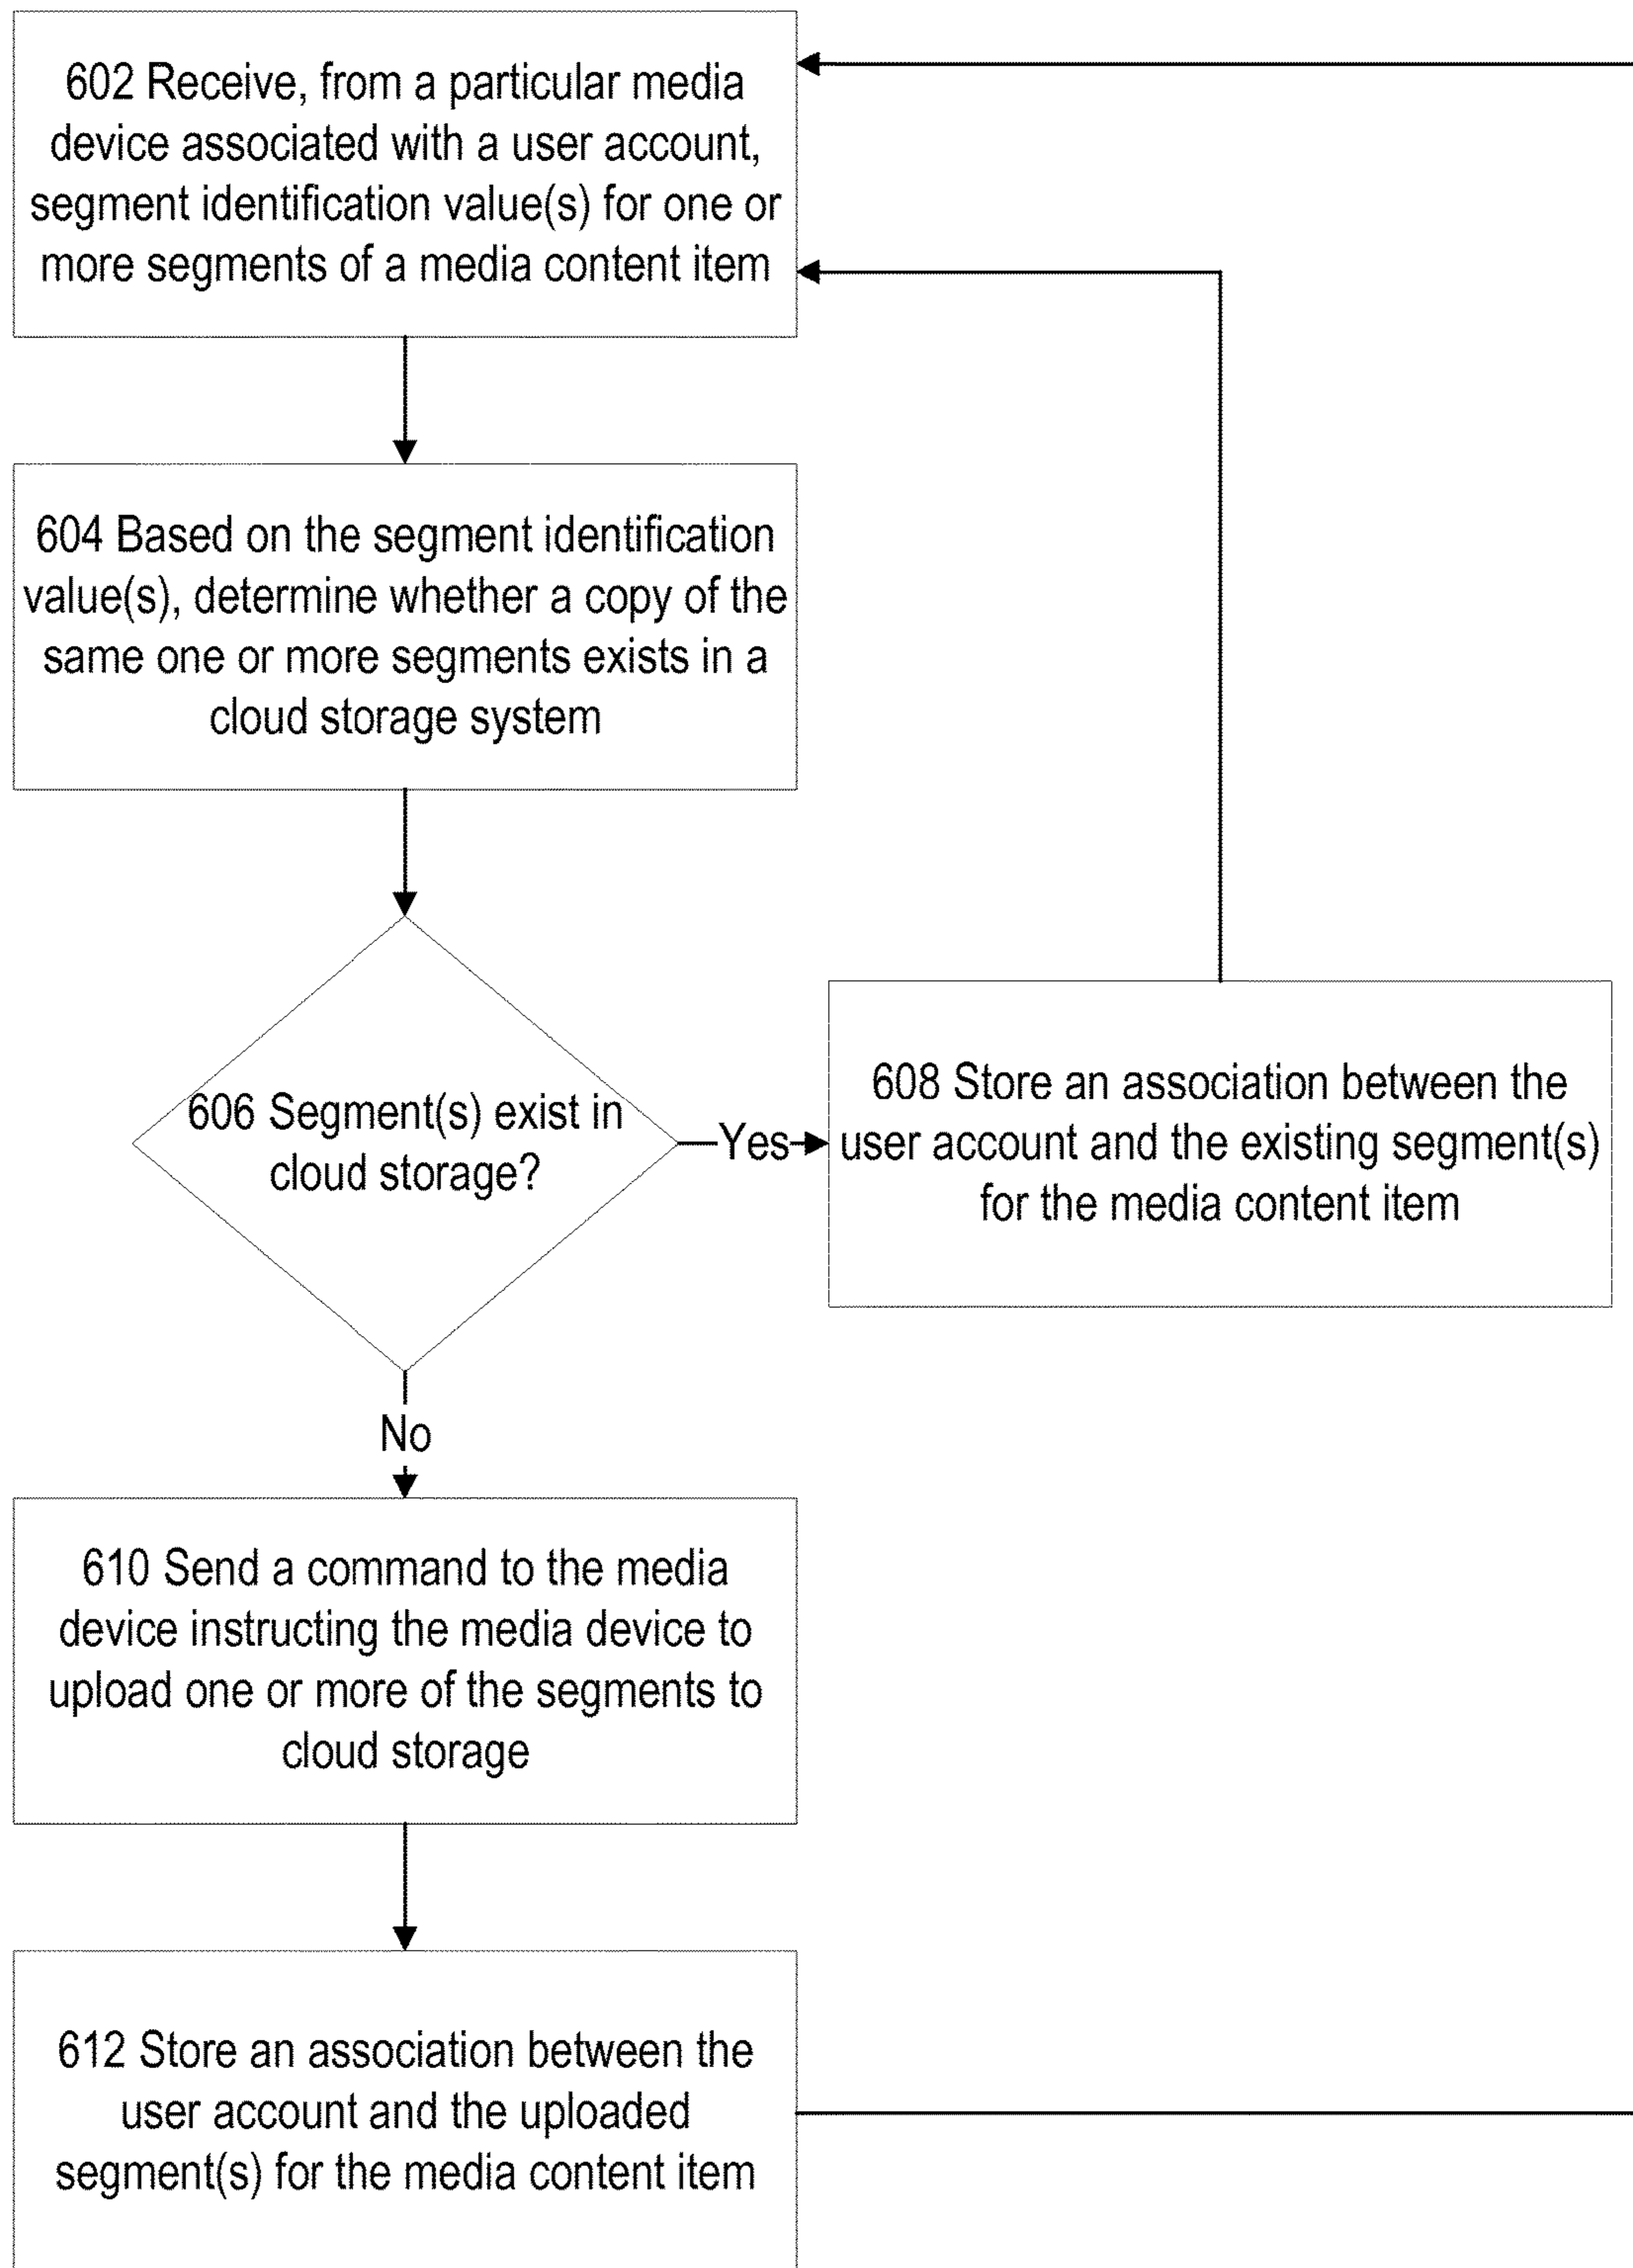 602 Receive, from a particular media
device associated with a user account,
segment identification value(s) for one or
more segments of a media content item
604 Based on the segment identification
value(s), determine whether a copy of the
same one or more segments exists in a
cloud storage system
606 Segment(s) exist in
cloud storage?
Yes
608 Store an association between the
user account and the existing segment(s)
for the media content item
No
610 Send a command to the media
device instructing the media device to
upload one or more of the segments to
cloud storage
612 Store an association between the
user account and the uploaded
segment(s) for the media content item